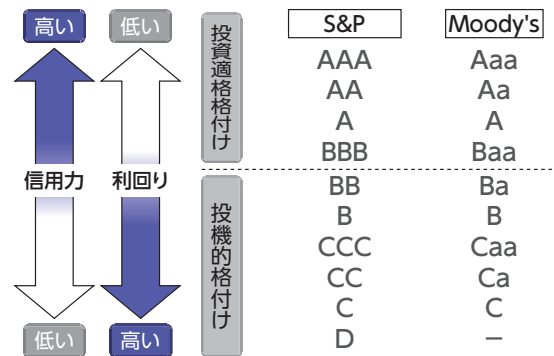 高い
低い
信用力
利回り
低い
高い
投資適格格付け
投機的格付け
S&P Moody's
AAA Aaa
AA Aa
A A
BBB Baa
BB Ba
B B
CCC Caa
CC Ca
C C
D －